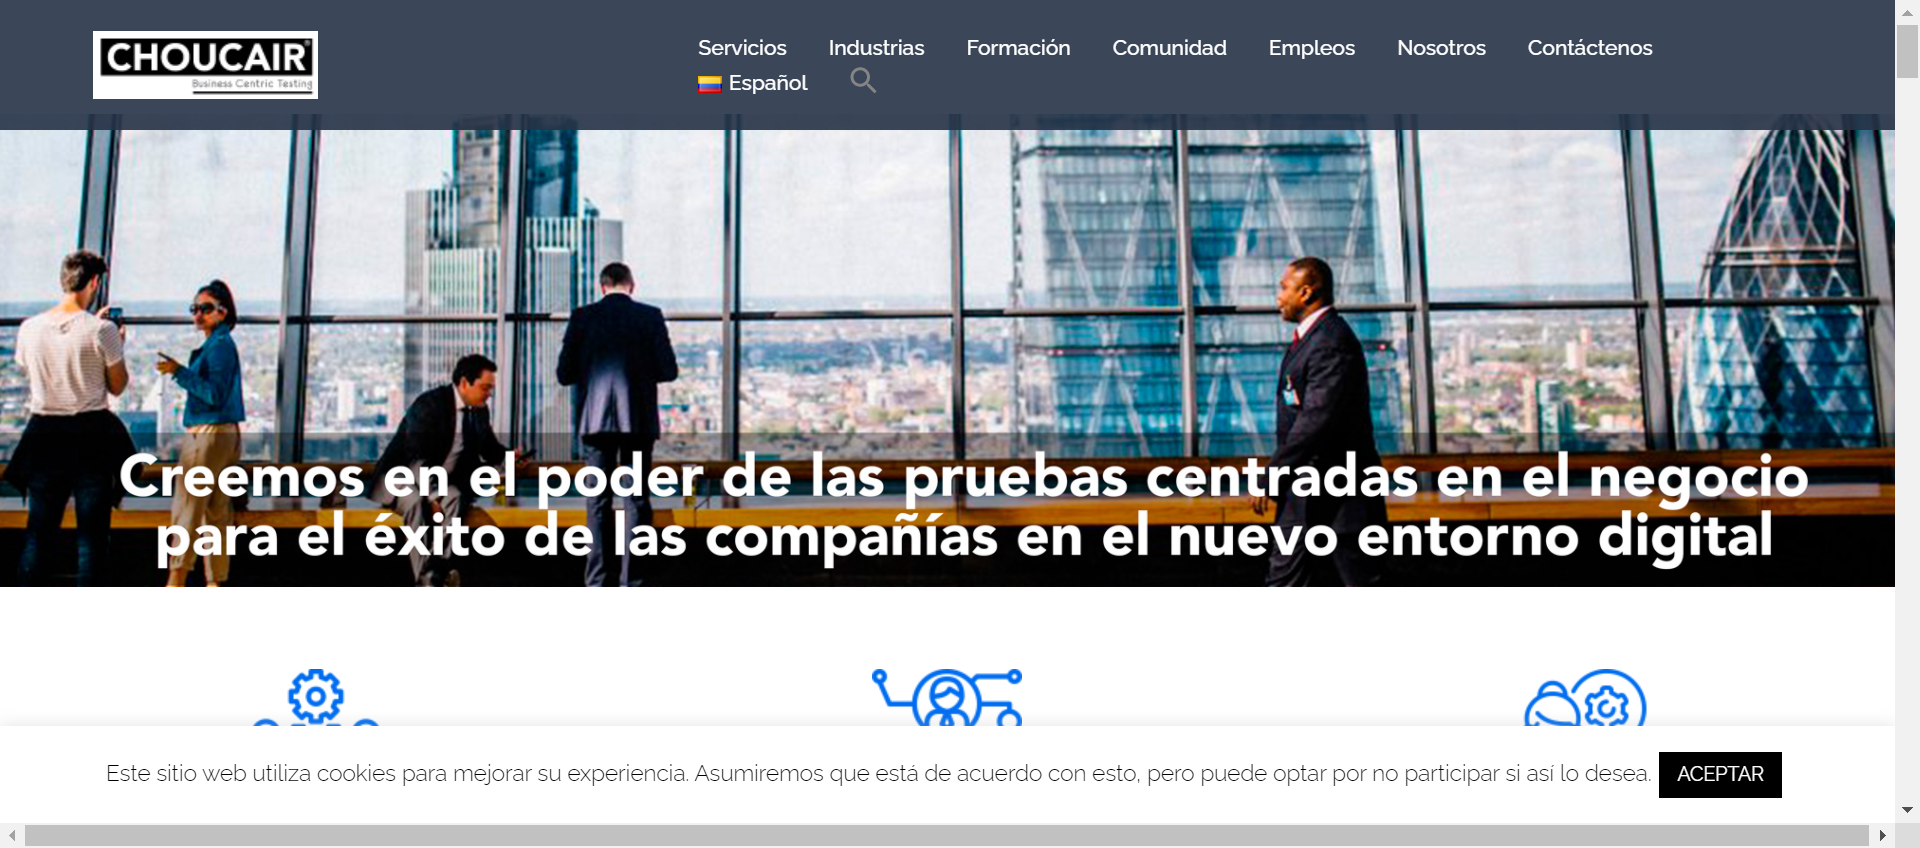 CHOUCAIR®
Business Centric Testing
Servicios Industrias Formación Comunidad Empleos Nosotros Contáctenos
Español
Creemos en el poder de las pruebas centradas en el negocio
para el éxito de las compañías en el nuevo entorno digital
Este sitio web utiliza cookies para mejorar su experiencia. Asumiremos que está de acuerdo con esto, pero puede optar por no participar si así lo desea. ACEPTAR